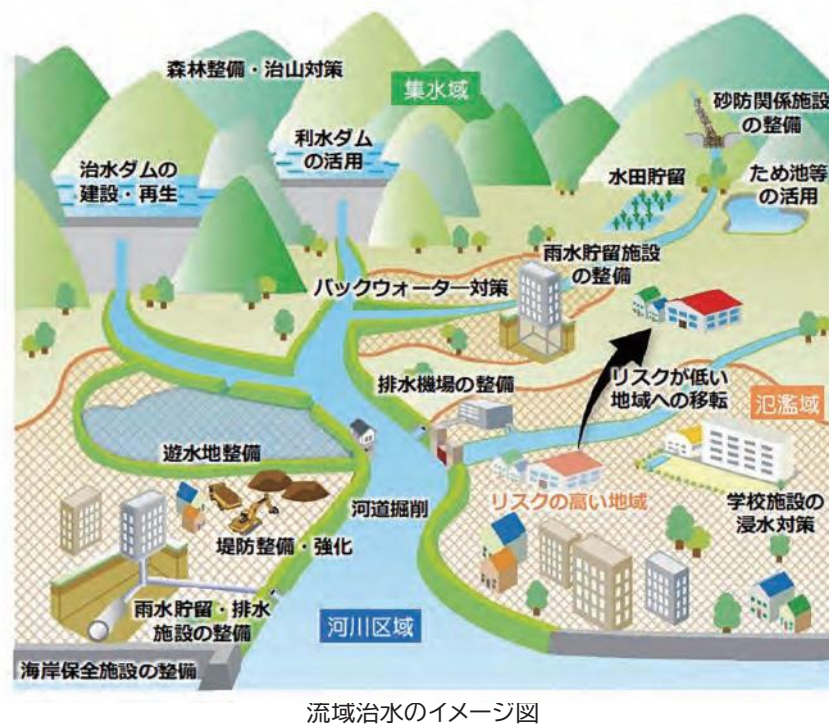 森林整備・治山対策
集水域
砂防関係施設
の整備
利水ダム
の活用
治水ダムの
建設・再生
水田貯留
ため池等
の活用
雨水貯留施設
の整備
バックウォーター対策
排水機場の整備
リスクが低い
地域への移転
氾濫域
遊水地整備
リスクの高い地域
学校施設の
浸水対策
河道掘削
堤防整備・強化
雨水貯留・排水
施設の整備
河川区域
海岸保全施設の整備
流域治水のイメージ図